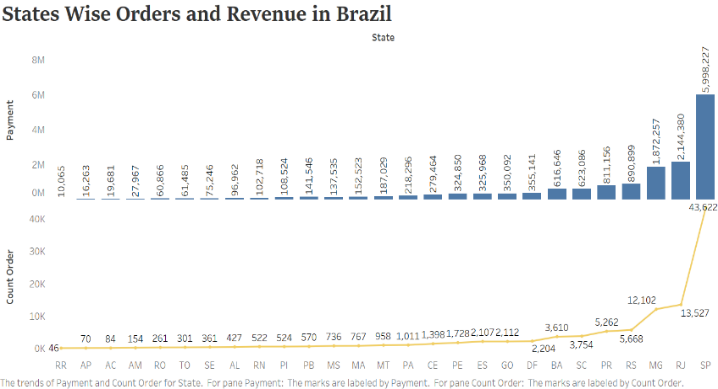 States Wise Orders and Revenue in Brazil
State
Payment
8M
6M
4M
2M
0M
10,065 16,263 19,681 27,967 60,866 61,485 75,246 96,962 102,718 108,524 141,546 137,535 152,523 187,029 218,296 279,464 324,850 325,968 350,092 355,141 616,646 623,086 811,156 890,899 1,872,257 2,144,380 5,998,227
Count Order
40K
30K
20K
10K
0K
46 70 84 154 261 301 361 427 522 524 570 736 767 958 1,011 1,398 1,728 2,107 2,112 2,204 3,610 3,754 5,262 5,668 12,102 13,527 43,622
RR AP AC AM RO TO SE AL RN PI PB MS MA MT PA CE PE ES GO DF BA SC PR RS MG RJ SP
The trends of Payment and Count Order for State. For pane Payment: The marks are labeled by Payment. For pane Count Order: The marks are labeled by Count Order.